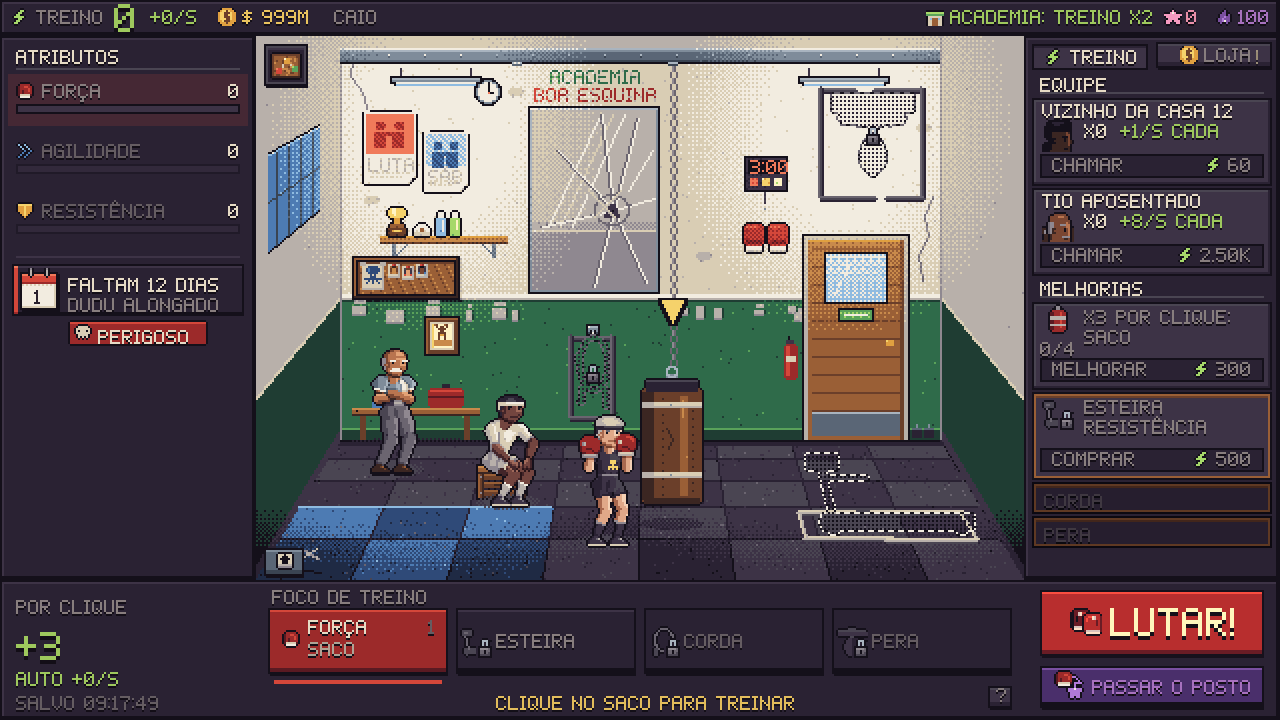 TREINO 0 +0/S $ 999M CAIO
ACADEMIA: TREINO X2 0 100
ATRIBUTOS
FORÇA 0
AGILIDADE 0
RESISTÊNCIA 0
1
FALTAM 12 DIAS
DUDU ALONGADO
PERIGOSO
ACADEMIA
BOA ESQUINA
LUTA
SAB
3:00
TREINO
LOJA!
EQUIPE
VIZINHO DA CASA 12
X0 +1/S CADA
CHAMAR 60
TIO APOSENTADO
X0 +8/S CADA
CHAMAR 2.50K
MELHORIAS
X3 POR CLIQUE:
SACO
0/4
MELHORAR 300
ESTEIRA
RESISTÊNCIA
COMPRAR 500
CORDA
PERA
POR CLIQUE
+3
AUTO +0/S
SALVO 09:17:49
FOCO DE TREINO
FORÇA 1
SACO
ESTEIRA
CORDA
PERA
CLIQUE NO SACO PARA TREINAR
?
LUTAR!
PASSAR O POSTO